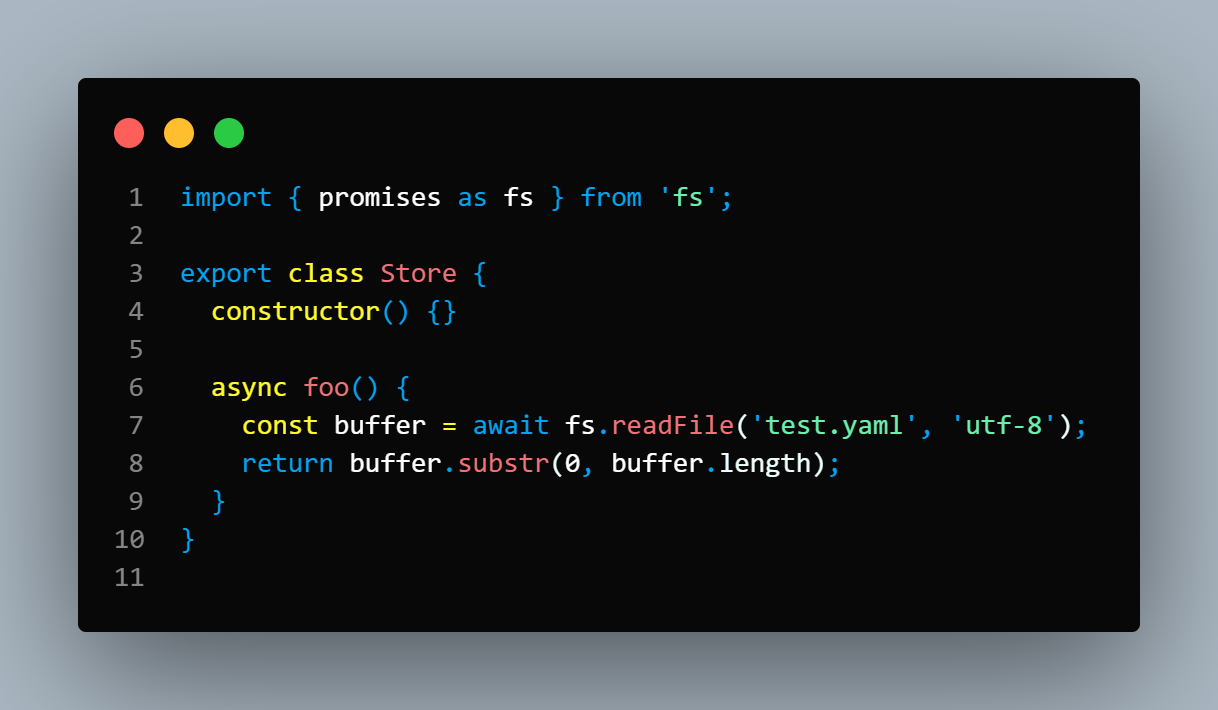 1 import { promises as fs } from 'fs';
2
3 export class Store {
4   constructor() {}
5
6   async foo() {
7     const buffer = await fs.readFile('test.yaml', 'utf-8');
8     return buffer.substr(0, buffer.length);
9   }
10 }
11